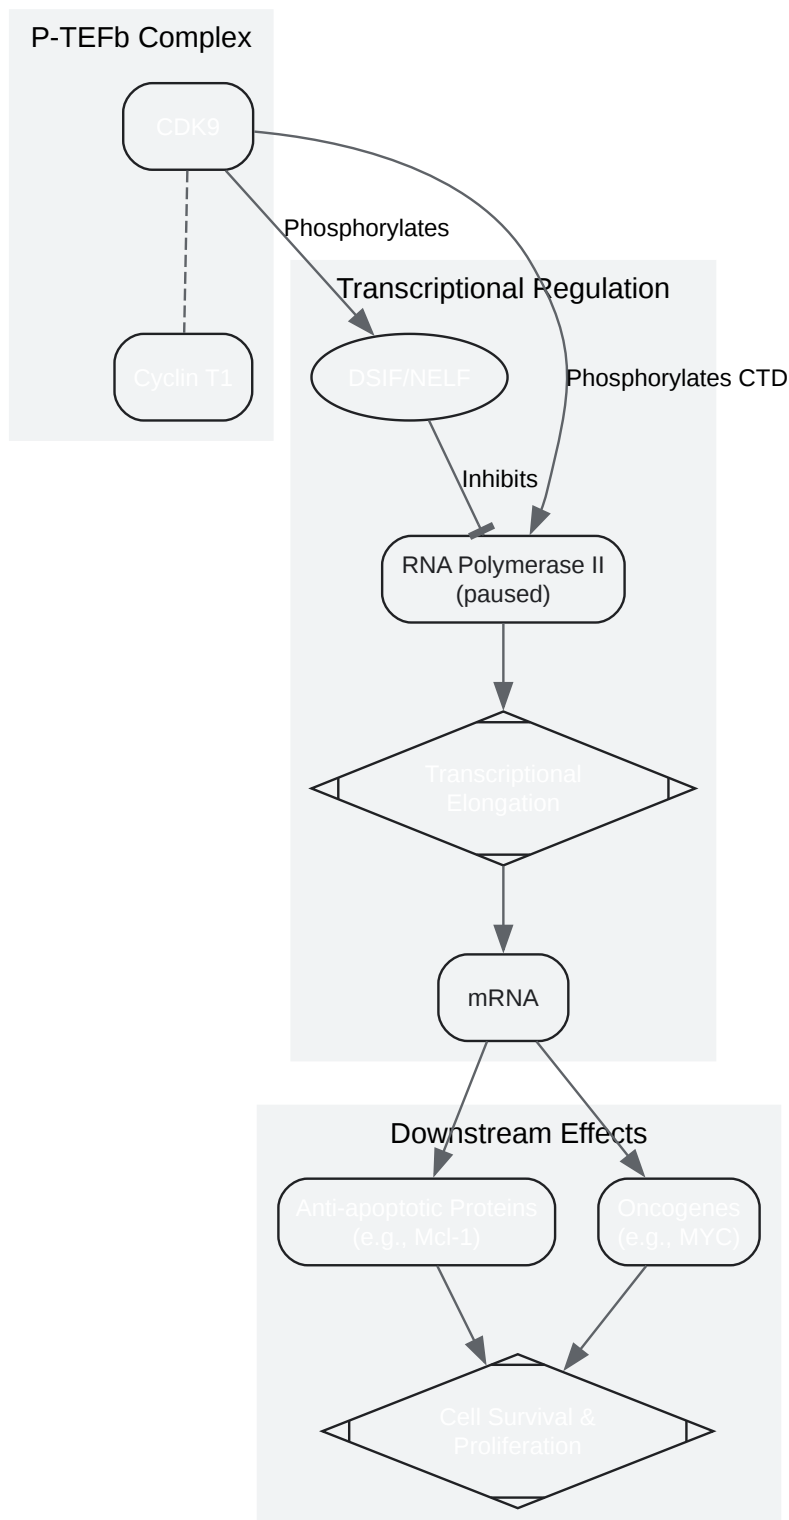 P-TEFb Complex
CDK9
Phosphorylates
Transcriptional Regulation
Cyclin T1
DSIF/NELF
Phosphorylates CTD
Inhibits
RNA Polymerase II
(paused)
Transcriptional
Elongation
mRNA
Downstream Effects
Anti-apoptotic Proteins
(e.g., Mcl-1)
Oncogenes
(e.g., MYC)
Cell Survival &
Proliferation